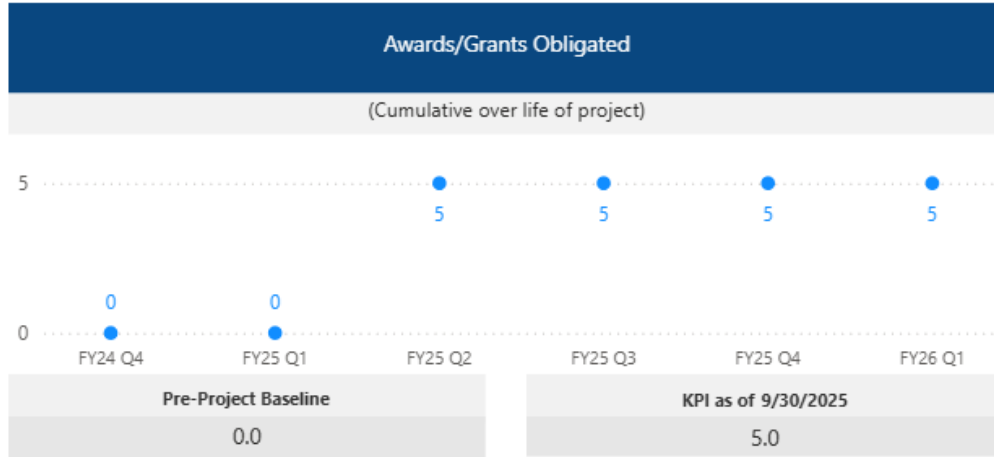 Awards/Grants Obligated
(Cumulative over life of project)
5
5 5 5 5
0 0
0
FY24 Q4 FY25 Q1 FY25 Q2 FY25 Q3 FY25 Q4 FY26 Q1
Pre-Project Baseline KPI as of 9/30/2025
0.0 5.0